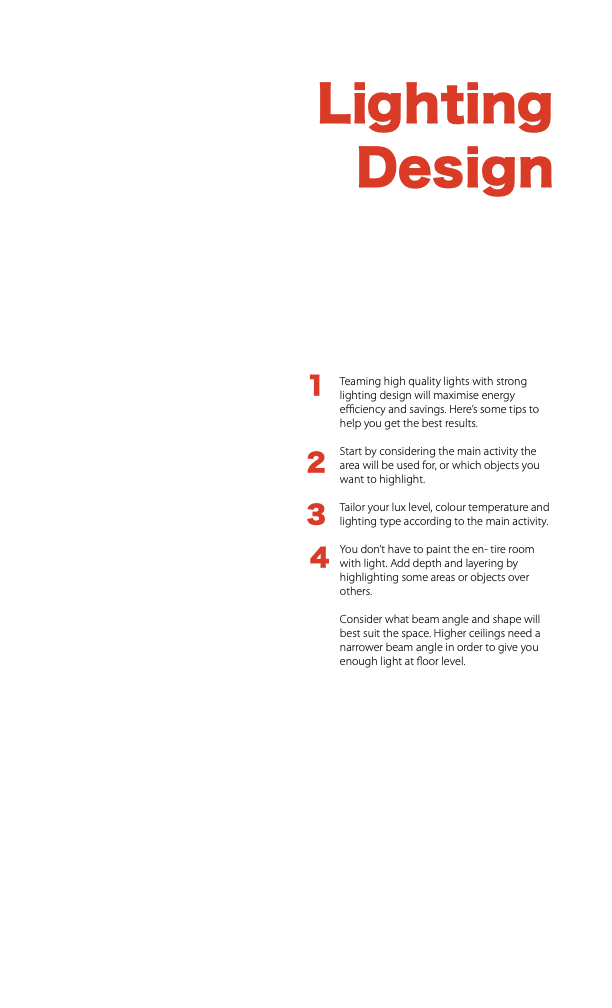 Lighting
Design
1 Teaming high quality lights with strong
lighting design will maximise energy
efficiency and savings. Here's some tips to
help you get the best results.
2 Start by considering the main activity the
area will be used for, or which objects you
want to highlight.
3 Tailor your lux level, colour temperature and
lighting type according to the main activity.
4 You don't have to paint the en- tire room
with light. Add depth and layering by
highlighting some areas or objects over
others.
Consider what beam angle and shape will
best suit the space. Higher ceilings need a
narrower beam angle in order to give you
enough light at floor level.